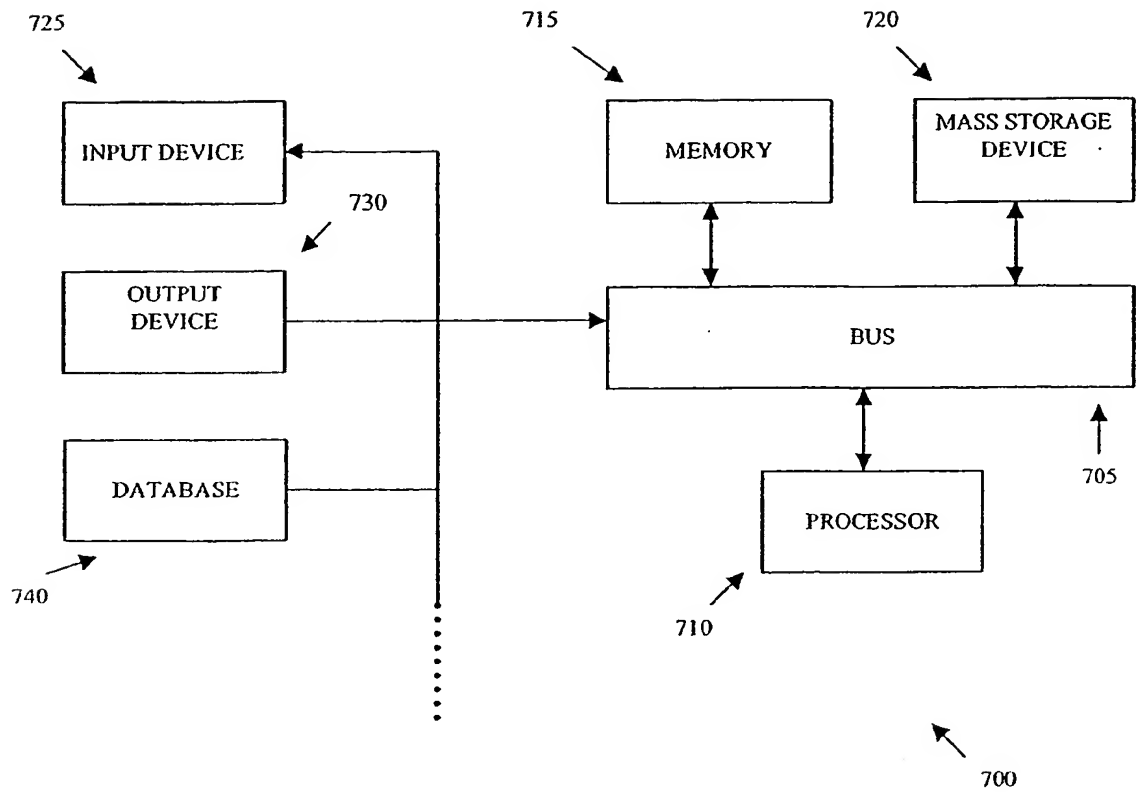 725
715
720
INPUT DEVICE
MEMORY
MASS STORAGE
DEVICE
730
OUTPUT
DEVICE
BUS
DATABASE
705
PROCESSOR
740
710
700